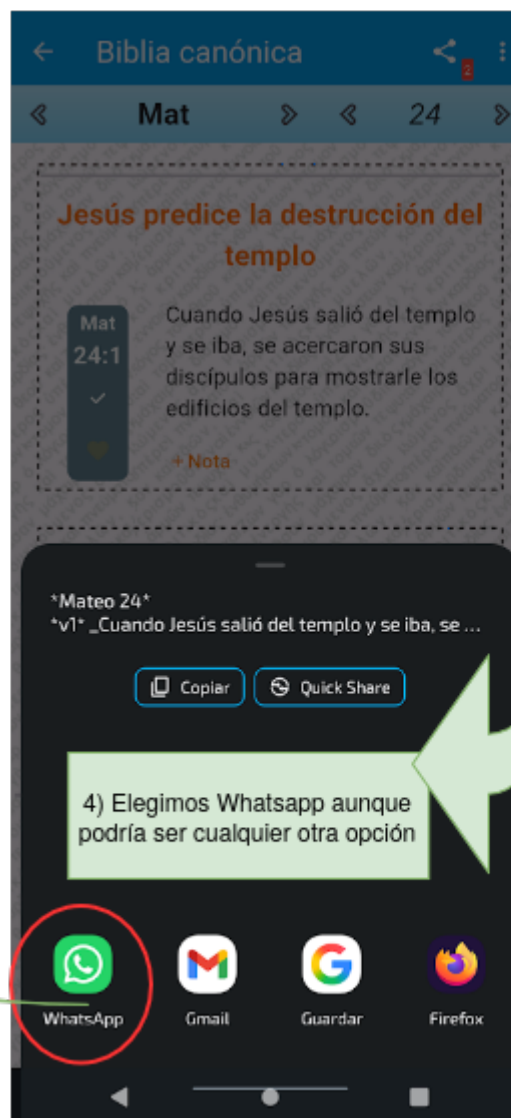 Biblia canónica
2
Mat
24
Jesús predice la destrucción del
templo
Mat
24:1
Cuando Jesús salió del templo
y se iba, se acercaron sus
discípulos para mostrarle los
edificios del templo.
+ Nota
*Mateo 24*
*v1* _Cuando Jesús salió del templo y se iba, se ...
Copiar
Quick Share
4) Elegimos Whatsapp aunque
podría ser cualquier otra opción
WhatsApp
Gmail
Guardar
Firefox